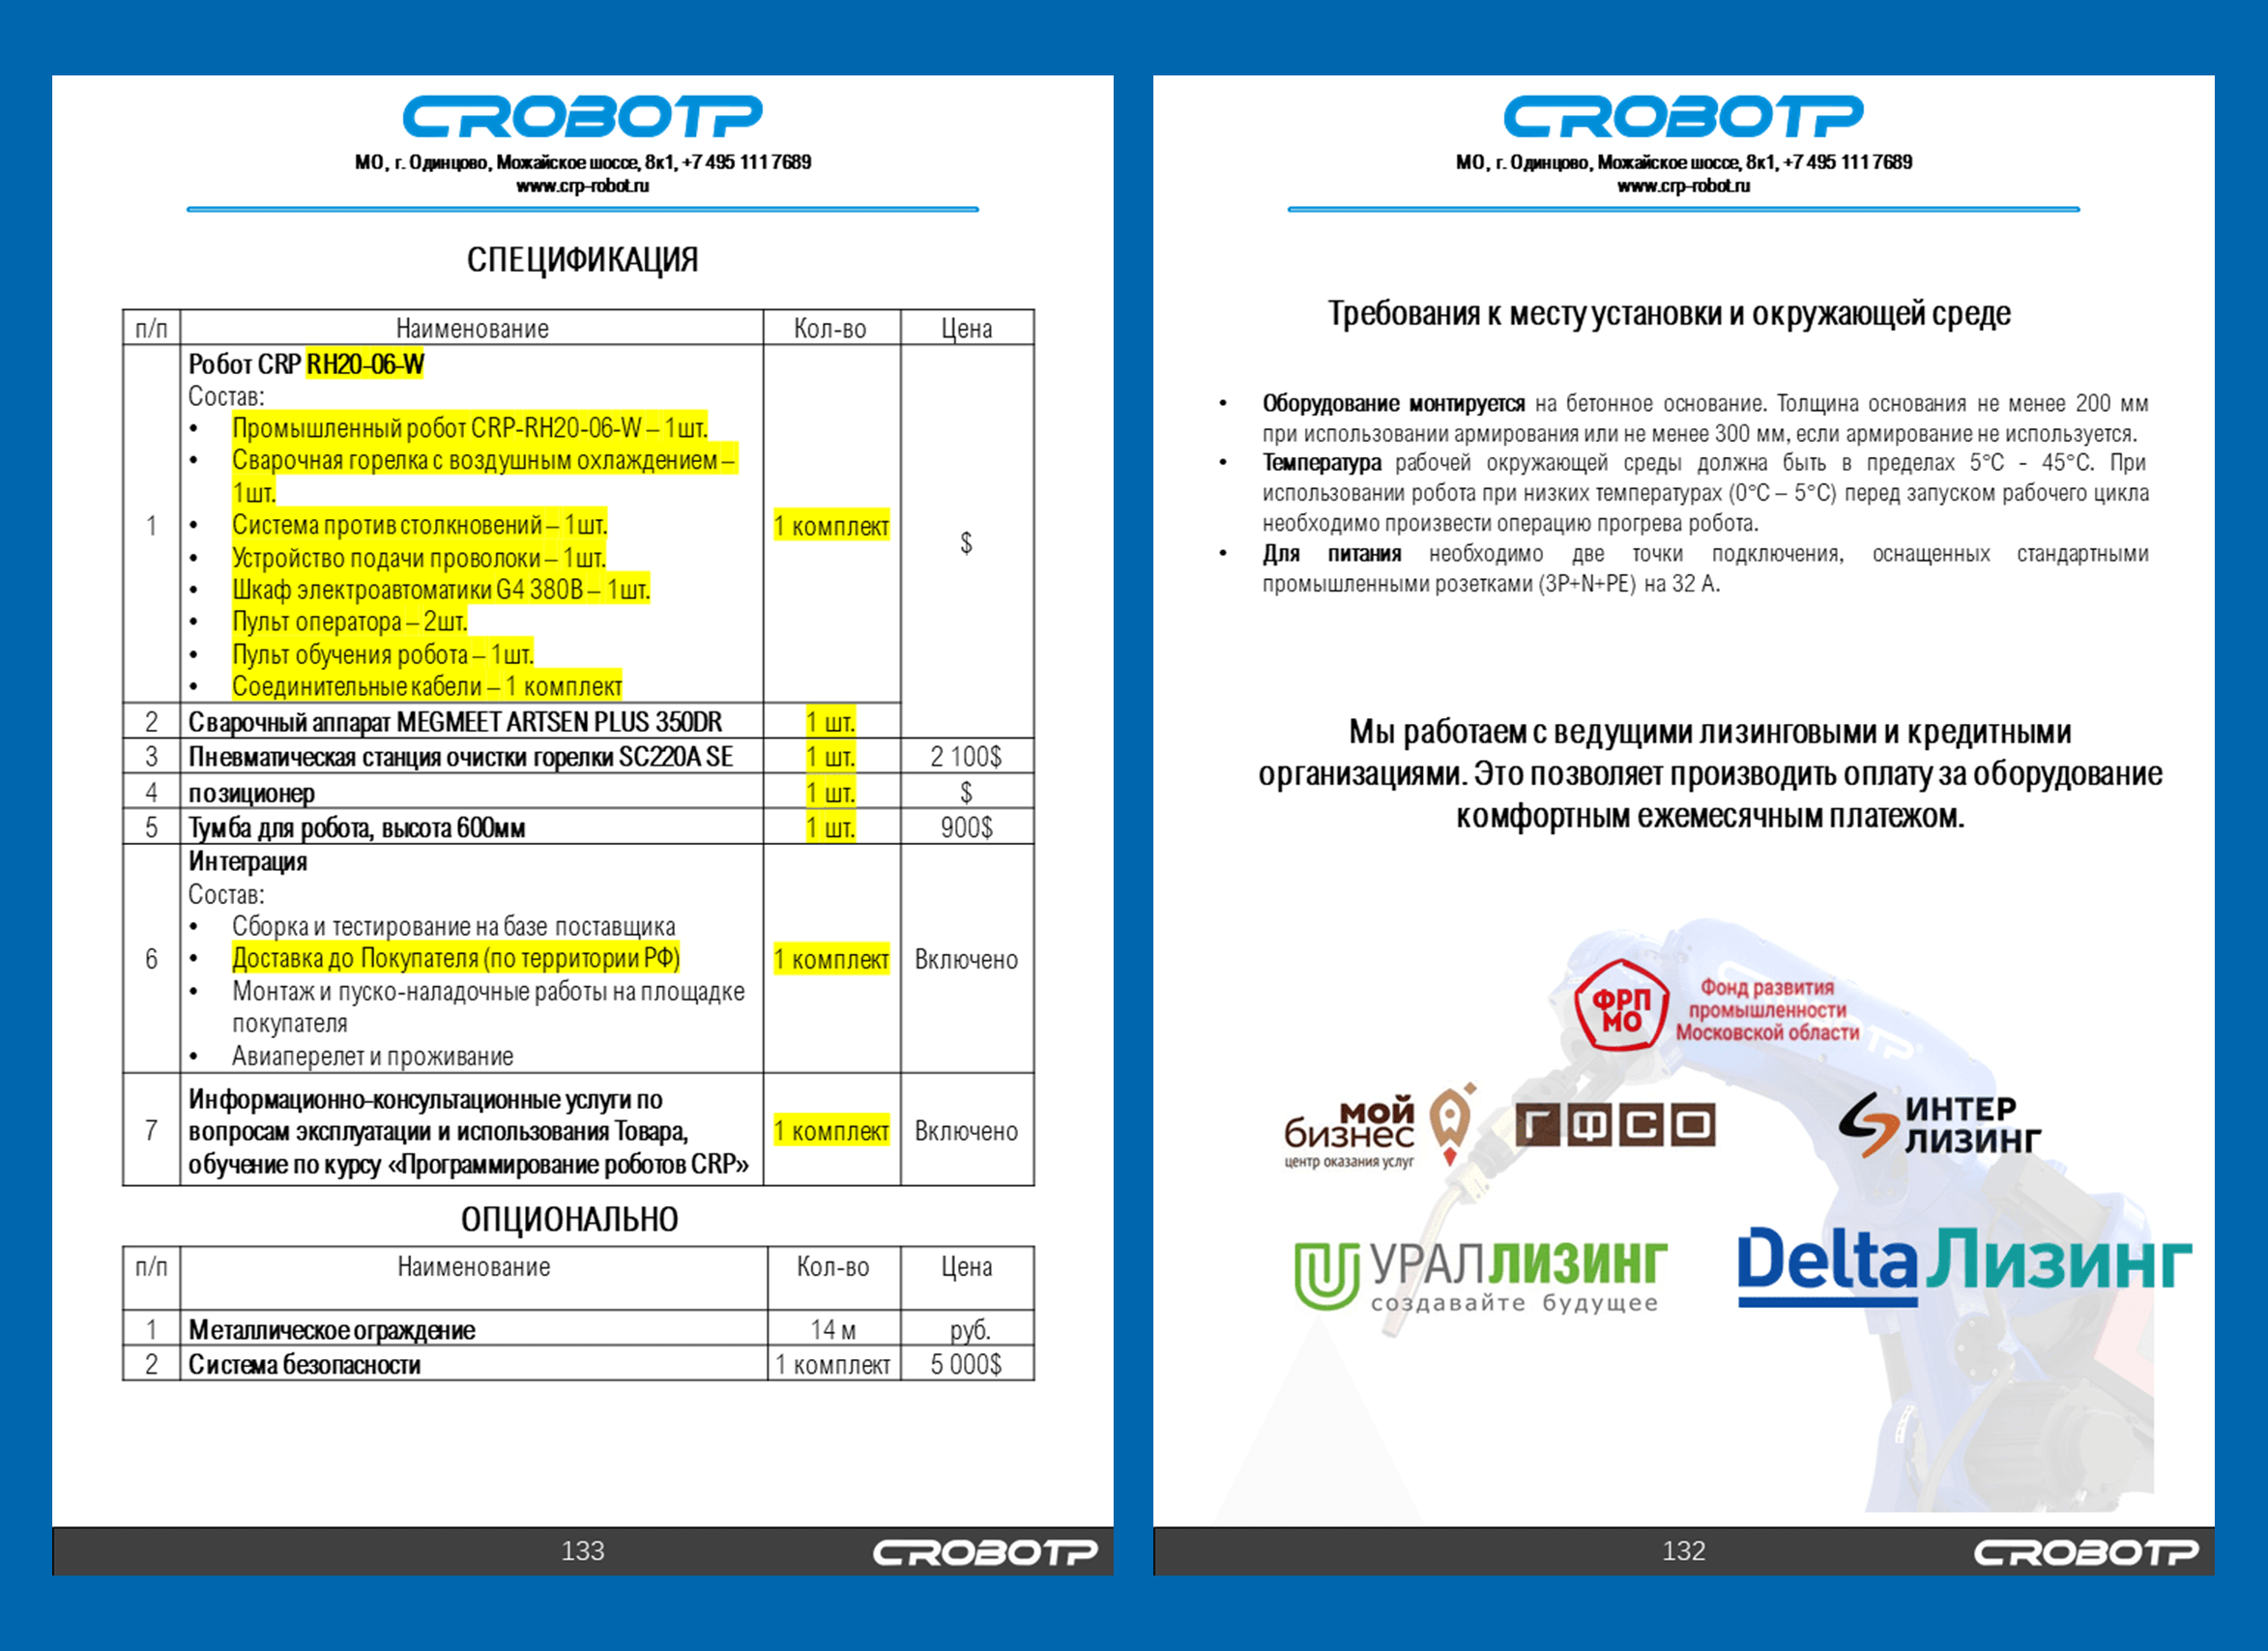 CROBOTP
МО, г. Одинцово, Можайское шоссе, 8к1, +7 495 111 7689
www.crp-robot.ru
СПЕЦИФИКАЦИЯ
п/п Наименование Кол-во Цена
1 Робот CRP RH20-06-W
Состав:
• Промышленный робот CRP-RH20-06-W – 1шт.
• Сварочная горелка с воздушным охлаждением –
1шт.
• Система против столкновений – 1шт. 1 комплект $
• Устройство подачи проволоки – 1шт.
• Шкаф электроавтоматики G4 380В – 1шт.
• Пульт оператора – 2шт.
• Пульт обучения робота – 1шт.
• Соединительные кабели – 1 комплект
2 Сварочный аппарат MEGMEET ARTSEN PLUS 350DR 1 шт.
3 Пневматическая станция очистки горелки SC220A SE 1 шт. 2 100$
4 позиционер 1 шт. $
5 Тумба для робота, высота 600мм 1 шт. 900$
6 Интеграция
Состав:
• Сборка и тестирование на базе поставщика
• Доставка до Покупателя (по территории РФ) 1 комплект Включено
• Монтаж и пуско-наладочные работы на площадке
покупателя
• Авиаперелет и проживание
7 Информационно-консультационные услуги по
вопросам эксплуатации и использования Товара, 1 комплект Включено
обучение по курсу «Программирование роботов CRP»
ОПЦИОНАЛЬНО
п/п Наименование Кол-во Цена
1 Металлическое ограждение 14 м руб.
2 Система безопасности 1 комплект 5 000$
133 CROBOTP
CROBOTP
МО, г. Одинцово, Можайское шоссе, 8к1, +7 495 111 7689
www.crp-robot.ru
Требования к месту установки и окружающей среде
• Оборудование монтируется на бетонное основание. Толщина основания не менее 200 мм
при использовании армирования или не менее 300 мм, если армирование не используется.
• Температура рабочей окружающей среды должна быть в пределах 5°C - 45°C. При
использовании робота при низких температурах (0°C – 5°C) перед запуском рабочего цикла
необходимо произвести операцию прогрева робота.
• Для питания необходимо две точки подключения, оснащенных стандартными
промышленными розетками (3P+N+PE) на 32 А.
Мы работаем с ведущими лизинговыми и кредитными
организациями. Это позволяет производить оплату за оборудование
комфортным ежемесячным платежом.
ФРП
МО
Фонд развития
промышленности
Московской области
мой
бизнес
центр оказания услуг
ГФСО
ИНТЕР
ЛИЗИНГ
УРАЛЛИЗИНГ
создавайте будущее
Delta Лизинг
132 CROBOTP